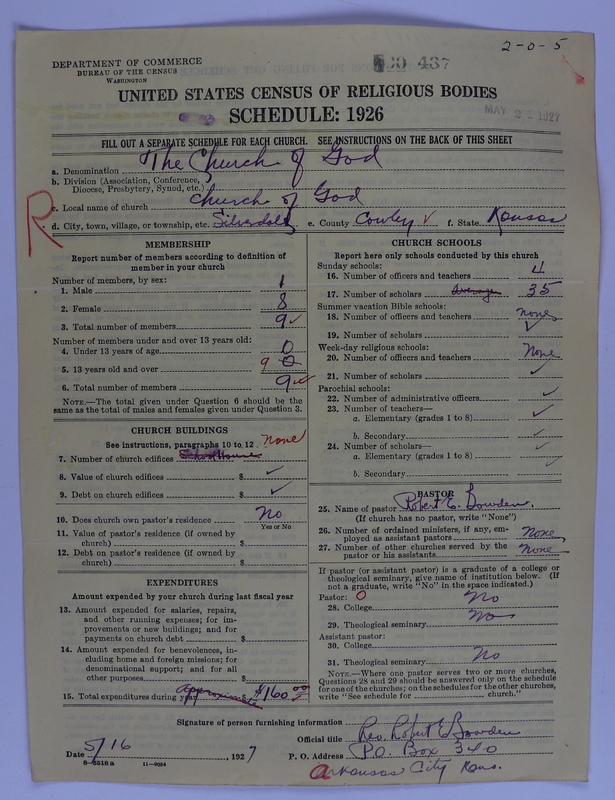 2-0-5
DEPARTMENT OF COMMERCE
BUREAU OF THE CENSUS
WASHINGTON
437
UNITED STATES CENSUS OF RELIGIOUS BODIES
SCHEDULE: 1926
MAY 2 1927
FILL OUT A SEPARATE SCHEDULE FOR EACH CHURCH. SEE INSTRUCTIONS ON THE BACK OF THIS SHEET
a. Denomination The Church of God
b. Division (Association, Conference, Diocese, Presbytery, Synod, etc.)
c. Local name of church Church of God
R
d. City, town, village, or township, etc. Silverdale e. County Cowley ✓ f. State Kansas
MEMBERSHIP
Report number of members according to definition of
member in your church
Number of members, by sex:
1. Male 1
2. Female 8
3. Total number of members 9 ✓
Number of members under and over 13 years old:
4. Under 13 years of age 0
5. 13 years old and over 9 0
6. Total number of members 9 ✓
NOTE.—The total given under Question 6 should be
same as the total of males and females given under Question 3.
CHURCH BUILDINGS
See instructions, paragraphs 10 to 12 none
7. Number of church edifices School House
8. Value of church edifices $ ✓
9. Debt on church edifices $ ✓
10. Does church own pastor's residence No
Yes or No
11. Value of pastor's residence (if owned by
church) $
12. Debt on pastor's residence (if owned by
church) $
EXPENDITURES
Amount expended by your church during last fiscal year
13. Amount expended for salaries, repairs,
and other running expenses; for im-
provements or new buildings; and for
payments on church debt $
14. Amount expended for benevolences, in-
cluding home and foreign missions; for
denominational support; and for all
other purposes $
15. Total expenditures during year approximate $160 00
CHURCH SCHOOLS
Report here only schools conducted by this church
Sunday schools:
16. Number of officers and teachers 4
17. Number of scholars Average 35
Summer vacation Bible schools:
18. Number of officers and teachers none
19. Number of scholars ✓
Week-day religious schools:
20. Number of officers and teachers None
21. Number of scholars ✓
Parochial schools:
22. Number of administrative officers ✓
23. Number of teachers—
a. Elementary (grades 1 to 8) ✓
b. Secondary ✓
24. Number of scholars— ✓
a. Elementary (grades 1 to 8) ✓
b. Secondary ✓
PASTOR
25. Name of pastor Robert E. Bowden
(If church has no pastor, write "None")
26. Number of ordained ministers, if any, em-
ployed as assistant pastors None
27. Number of other churches served by the
pastor or his assistants None
If pastor (or assistant pastor) is a graduate of a college or
theological seminary, give name of institution below. (If
not a graduate, write "No" in the space indicated.)
Pastor: O
28. College No
29. Theological seminary No
Assistant pastor:
30. College
31. Theological seminary No
NOTE.—Where one pastor serves two or more churches,
Questions 28 and 29 should be answered only on the schedule
for one of the churches; on the schedules for the other churches,
write "See schedule for church."
Signature of person furnishing information
Official title Rev. Robert E. Bowden
Date 5/16, 1927 P. O. Address P.O. Box 340
8-5518a 11-9084 Arkansas City Kans.